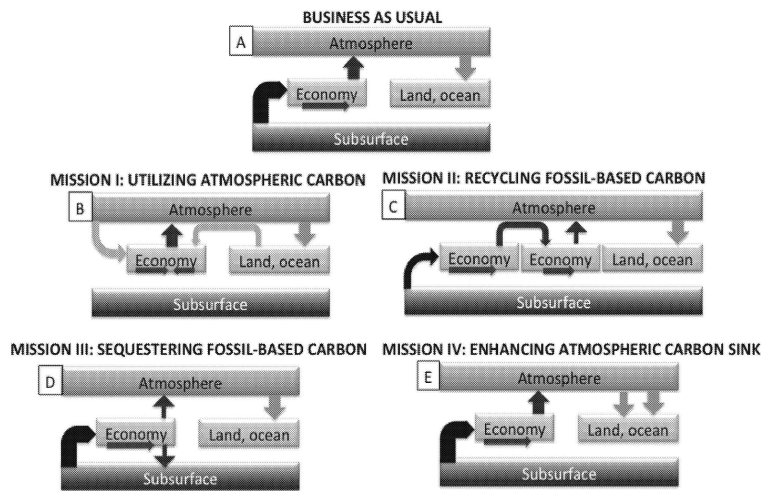 BUSINESS AS USUAL
A
Atmosphere
Economy
Land, ocean
Subsurface
MISSION I: UTILIZING ATMOSPHERIC CARBON
B
Atmosphere
Economy
Land, ocean
Subsurface
MISSION II: RECYCLING FOSSIL-BASED CARBON
C
Atmosphere
Economy
Economy
Land, ocean
Subsurface
MISSION III: SEQUESTERING FOSSIL-BASED CARBON
D
Atmosphere
Economy
Land, ocean
Subsurface
MISSION IV: ENHANCING ATMOSPHERIC CARBON SINK
E
Atmosphere
Economy
Land, ocean
Subsurface